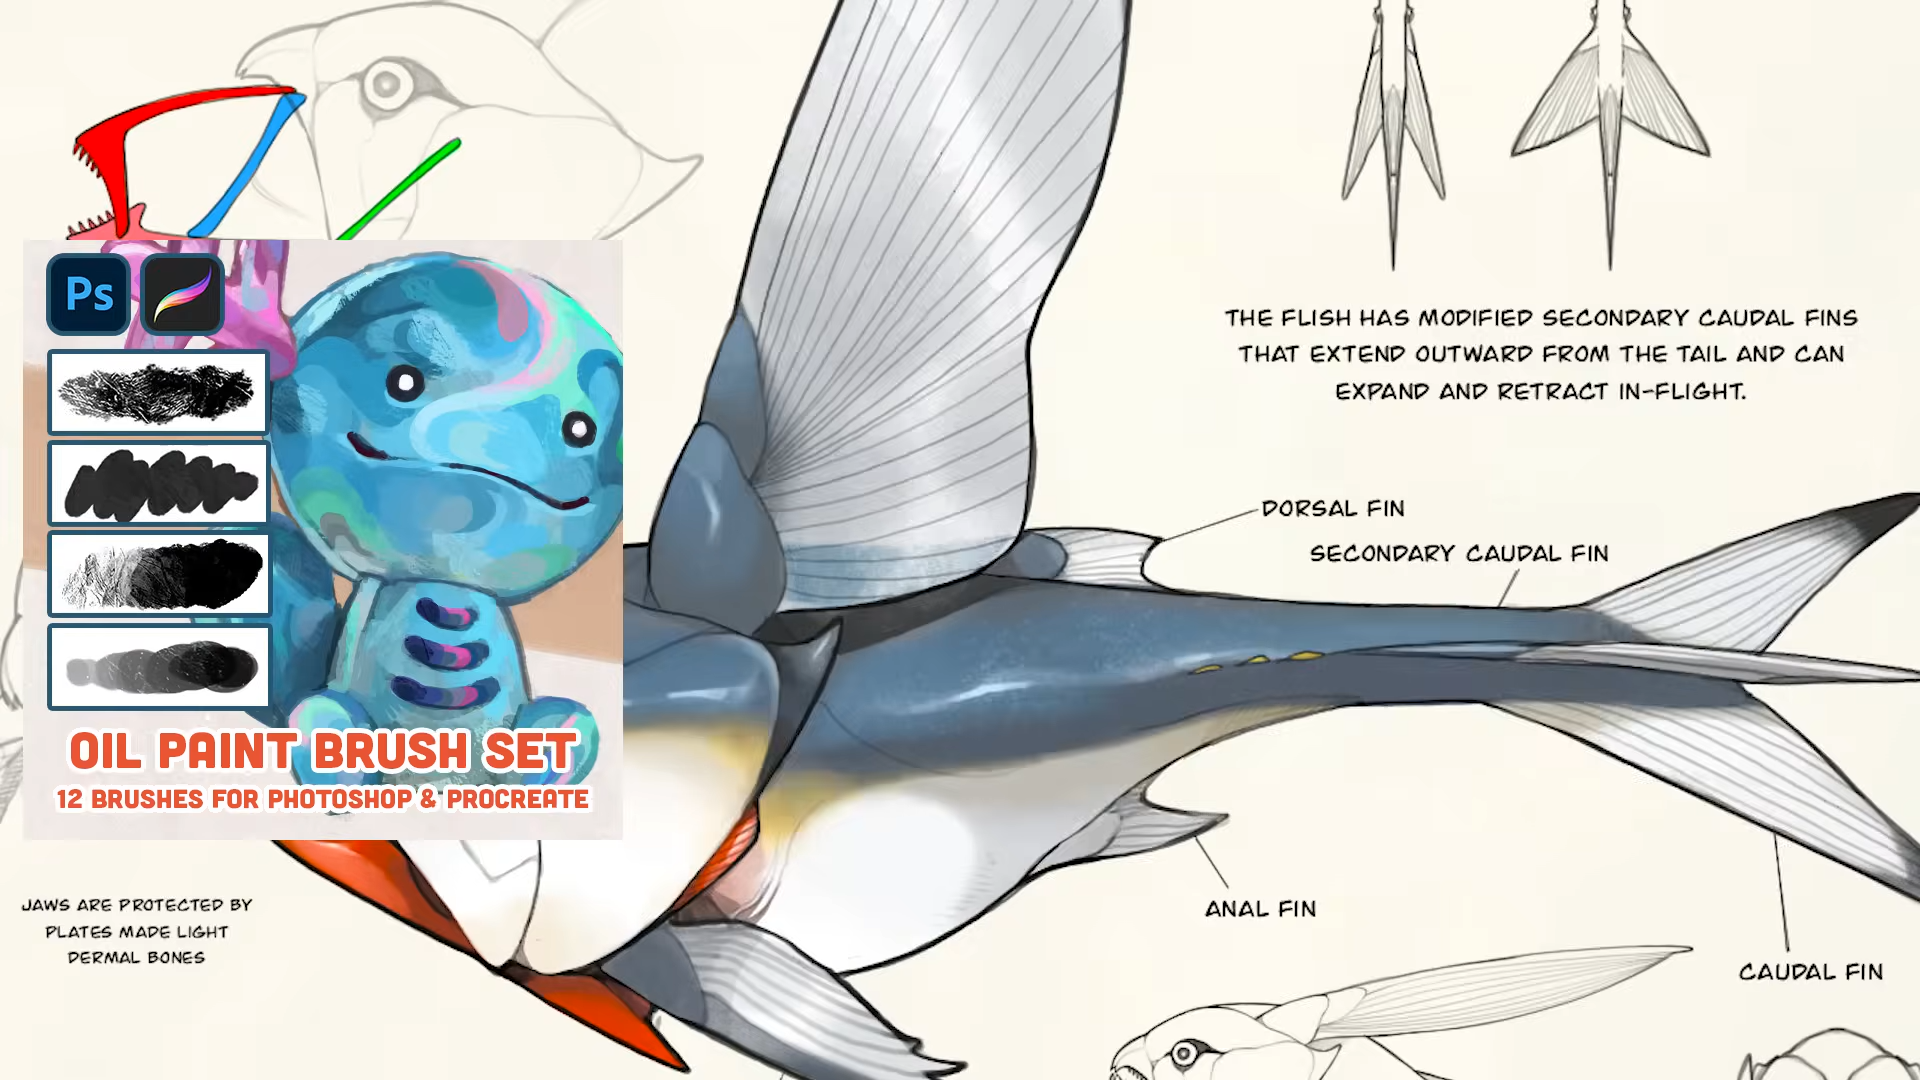 Ps
OIL PAINT BRUSH SET
12 BRUSHES FOR PHOTOSHOP & PROCREATE
JAWS ARE PROTECTED BY
PLATES MADE LIGHT
DERMAL BONES
THE FLISH HAS MODIFIED SECONDARY CAUDAL FINS
THAT EXTEND OUTWARD FROM THE TAIL AND CAN
EXPAND AND RETRACT IN-FLIGHT.
DORSAL FIN
SECONDARY CAUDAL FIN
ANAL FIN
CAUDAL FIN